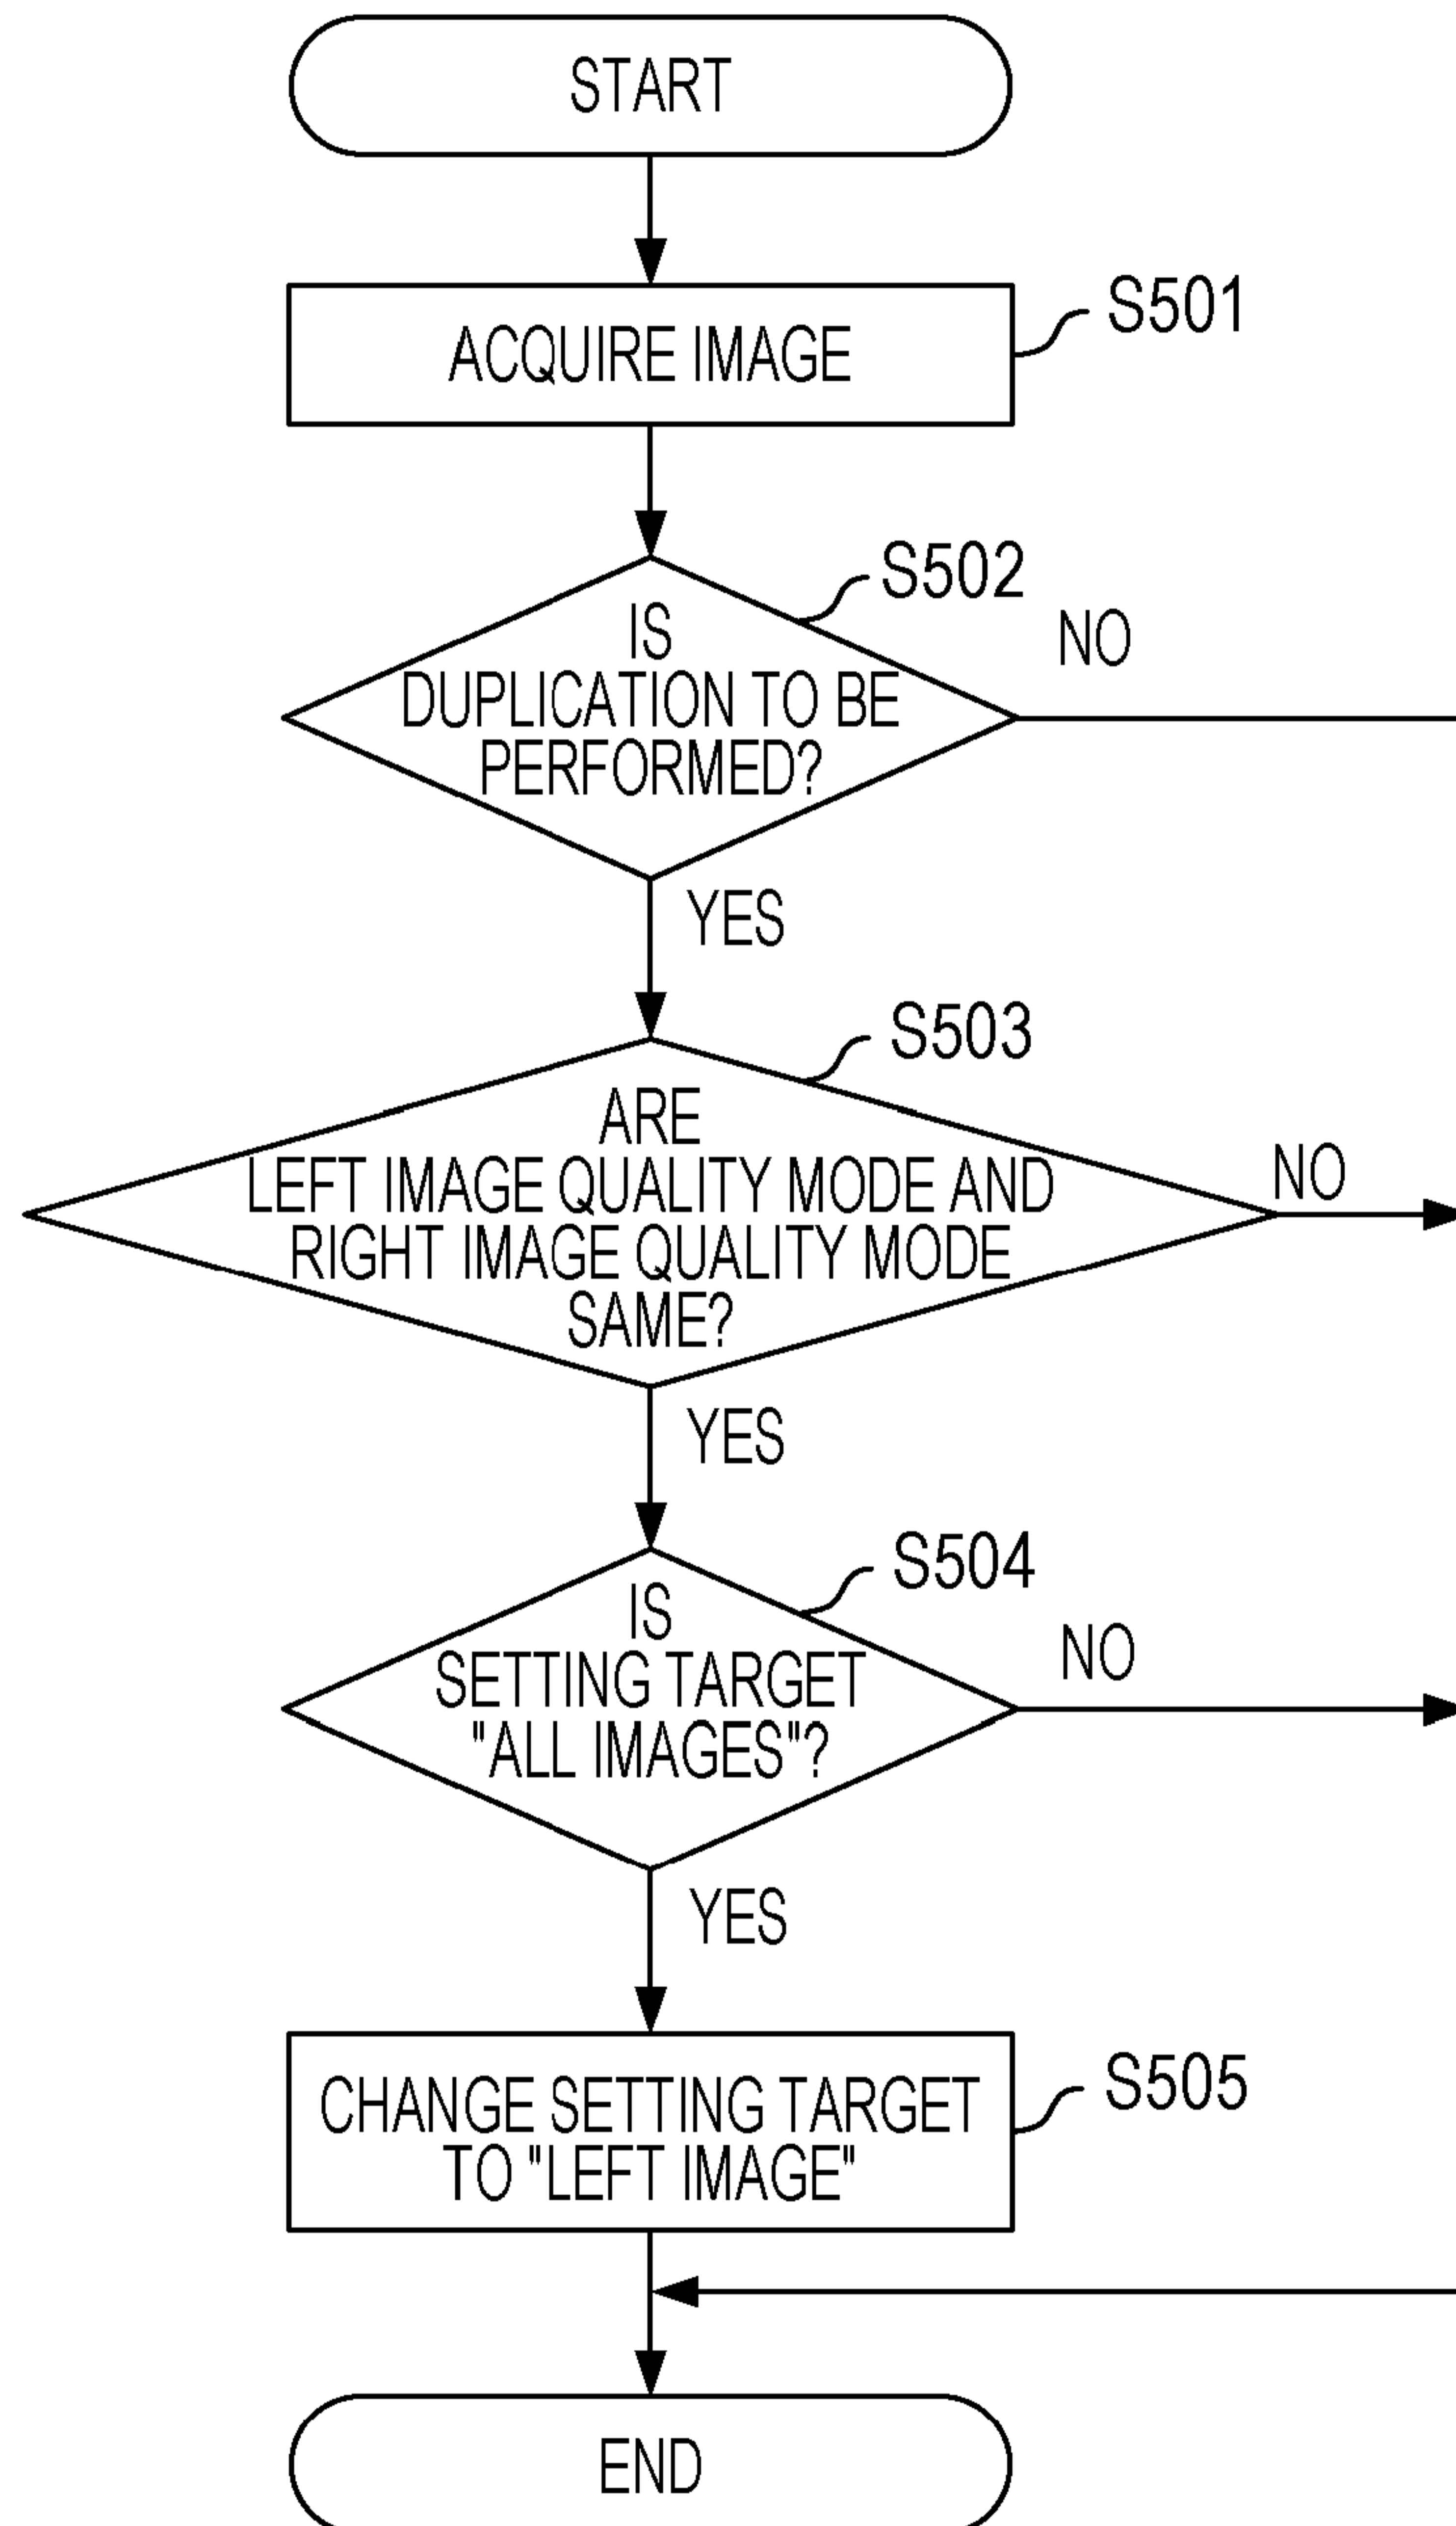 START
ACQUIRE IMAGE
S501
S502
IS
DUPLICATION TO BE
PERFORMED?
NO
YES
S503
ARE
LEFT IMAGE QUALITY MODE AND
RIGHT IMAGE QUALITY MODE
SAME?
NO
YES
S504
IS
SETTING TARGET
"ALL IMAGES"?
NO
YES
CHANGE SETTING TARGET
TO "LEFT IMAGE"
S505
END